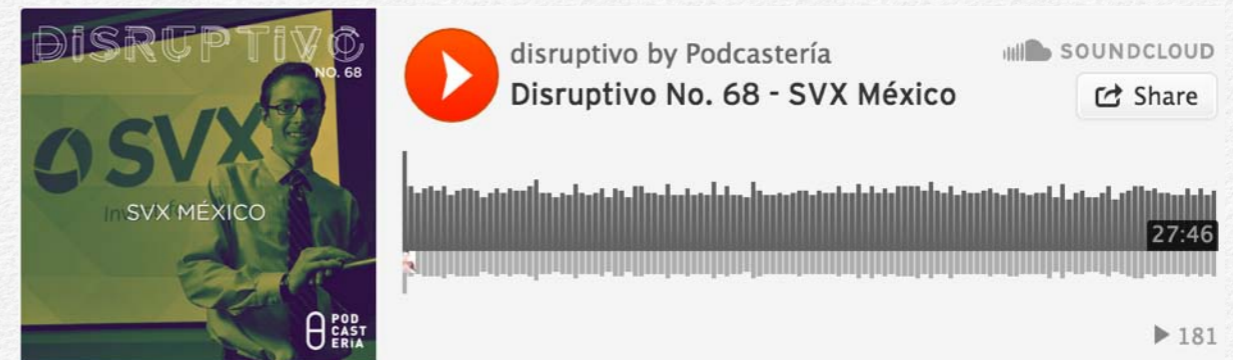 DISRUPTIVO
NO. 68
SVX
SVX MÉXICO
POD
CAST
ERÍA
disruptivo by Podcastería
Disruptivo No. 68 - SVX México
SOUNDCLOUD
Share
27:46
181